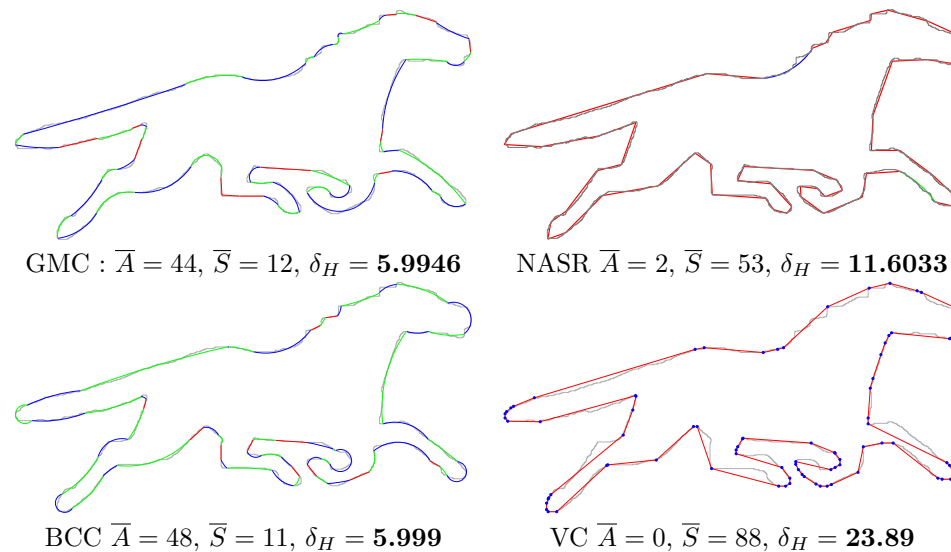 GMC : A̅ = 44, S̅ = 12, δ_H = 5.9946
NASR A̅ = 2, S̅ = 53, δ_H = 11.6033
BCC A̅ = 48, S̅ = 11, δ_H = 5.999
VC A̅ = 0, S̅ = 88, δ_H = 23.89